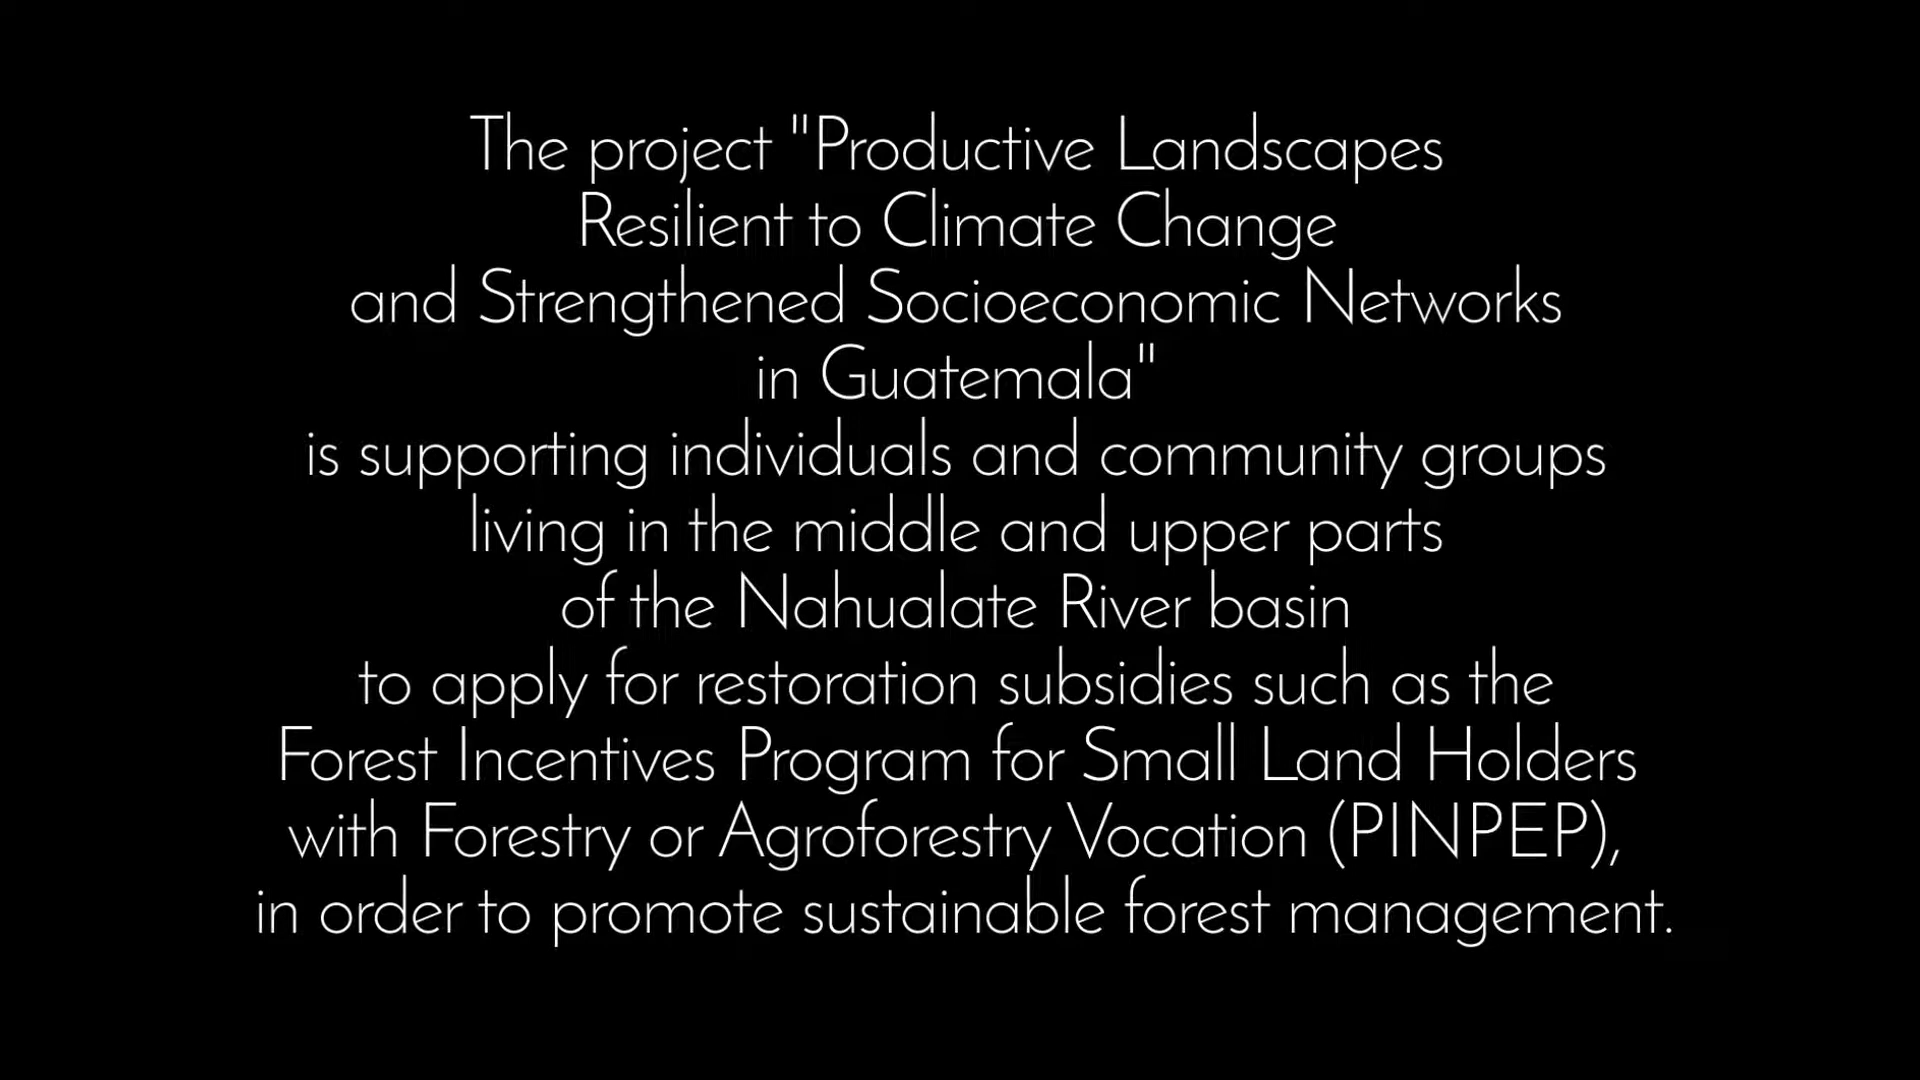 The project "Productive Landscapes
Resilient to Climate Change
and Strengthened Socioeconomic Networks
in Guatemala"
is supporting individuals and community groups
living in the middle and upper parts
of the Nahualate River basin
to apply for restoration subsidies such as the
Forest Incentives Program for Small Land Holders
with Forestry or Agroforestry Vocation (PINPEP),
in order to promote sustainable forest management.